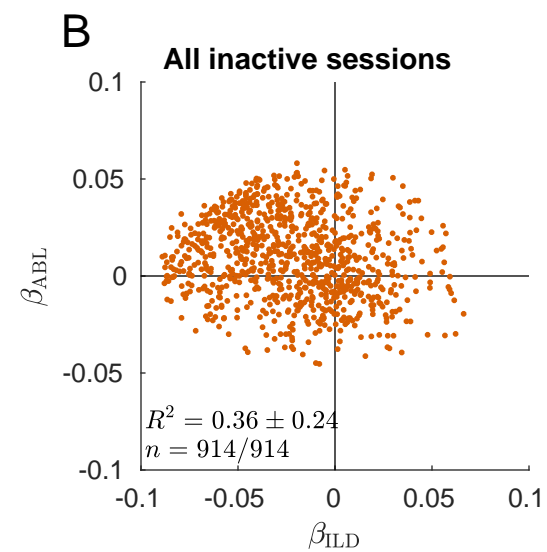 B
All inactive sessions
0.1
0.05
0
-0.05
-0.1
β_ABL
R² = 0.36 ± 0.24
n = 914/914
-0.1 -0.05 0 0.05 0.1
β_ILD